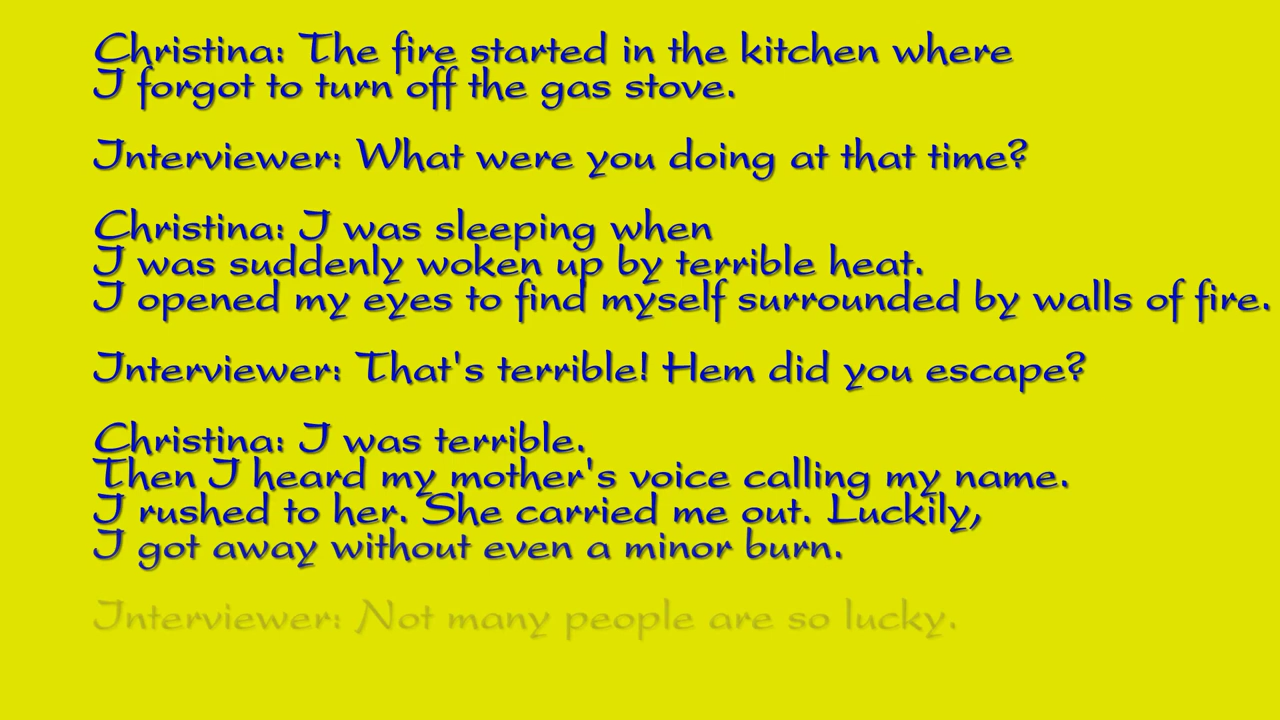 Christina: The fire started in the kitchen where
I forgot to turn off the gas stove.
Interviewer: What were you doing at that time?
Christina: I was sleeping when
I was suddenly woken up by terrible heat.
I opened my eyes to find myself surrounded by walls of fire.
Interviewer: That's terrible! Hem did you escape?
Christina: I was terrible.
Then I heard my mother's voice calling my name.
I rushed to her. She carried me out. Luckily,
I got away without even a minor burn.
Interviewer: Not many people are so lucky.